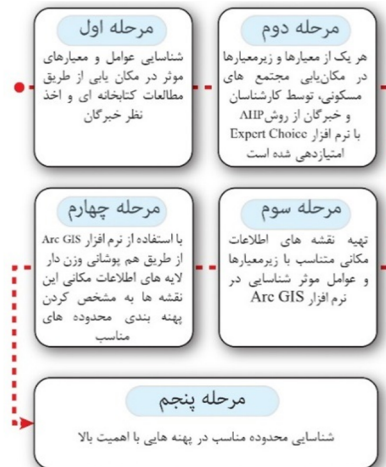 مرحله اول
شناسایی عوامل و معیارهای
موثر در مکان یابی از طریق
مطالعات کتابخانه ای و اخذ
نظر خبرگان
مرحله دوم
هر یک از معیارها و زیرمعیارها
در مکان‌یابی مجتمع های
مسکونی، توسط کارشناسان
و خبرگان از روش AHP
با نرم افزار Expert Choice
امتیازدهی شده است
مرحله سوم
تهیه نقشه های اطلاعات
مکانی متناسب با زیرمعیارها
و عوامل موثر شناسایی در
نرم افزار Arc GIS
مرحله چهارم
با استفاده از نرم افزار Arc GIS
از طریق هم پوشانی وزن دار
لایه های اطلاعات مکانی این
نقشه ها به مشخص کردن
پهنه بندی محدوده های
مناسب
مرحله پنجم
شناسایی محدوده مناسب در پهنه هایی با اهمیت بالا